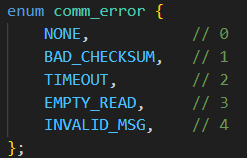 enum comm_error {
    NONE,            // 0
    BAD_CHECKSUM,    // 1
    TIMEOUT,         // 2
    EMPTY_READ,      // 3
    INVALID_MSG,     // 4
};